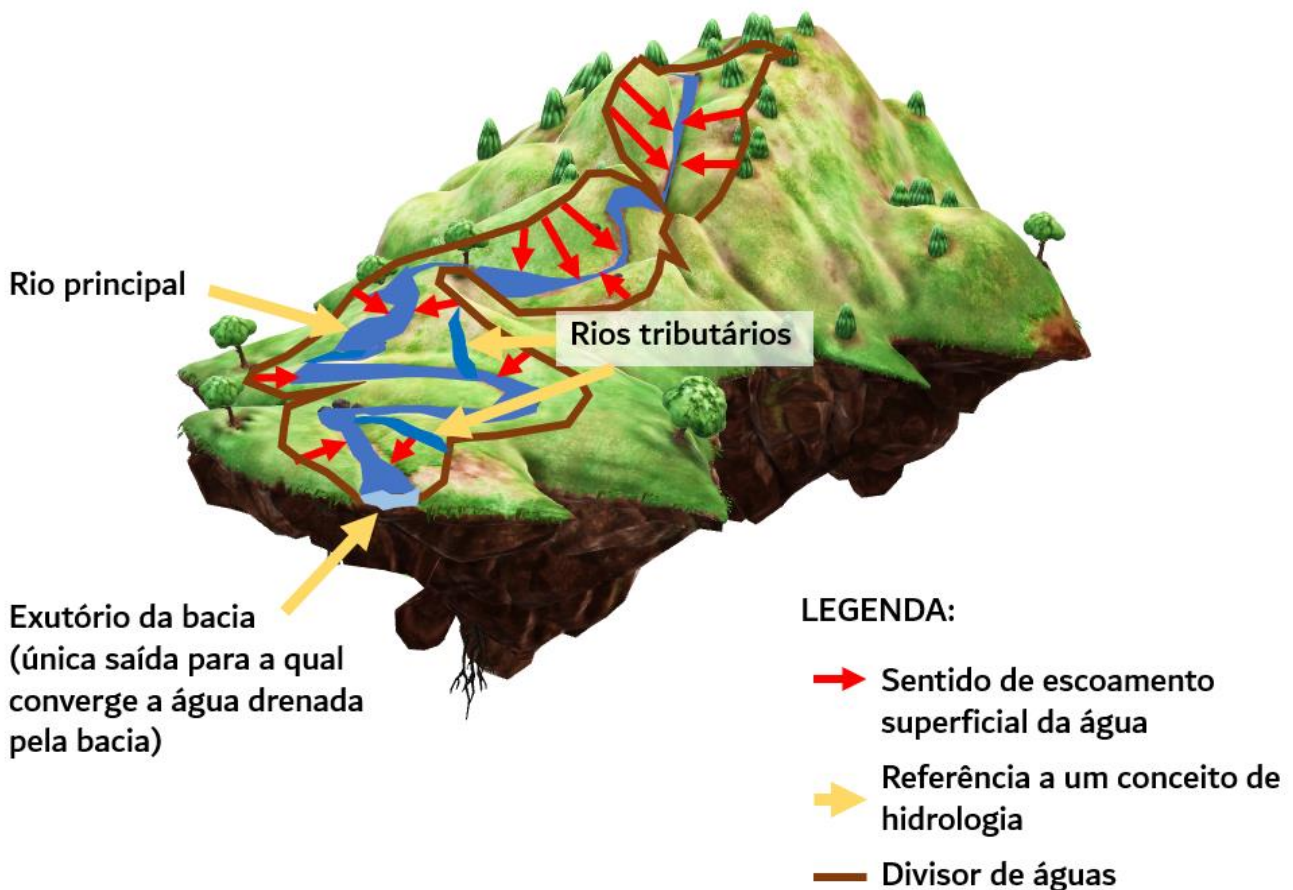 Rio principal
Rios tributários
Exutório da bacia
(única saída para a qual
converge a água drenada
pela bacia)
LEGENDA:
Sentido de escoamento
superficial da água
Referência a um conceito de
hidrologia
Divisor de águas